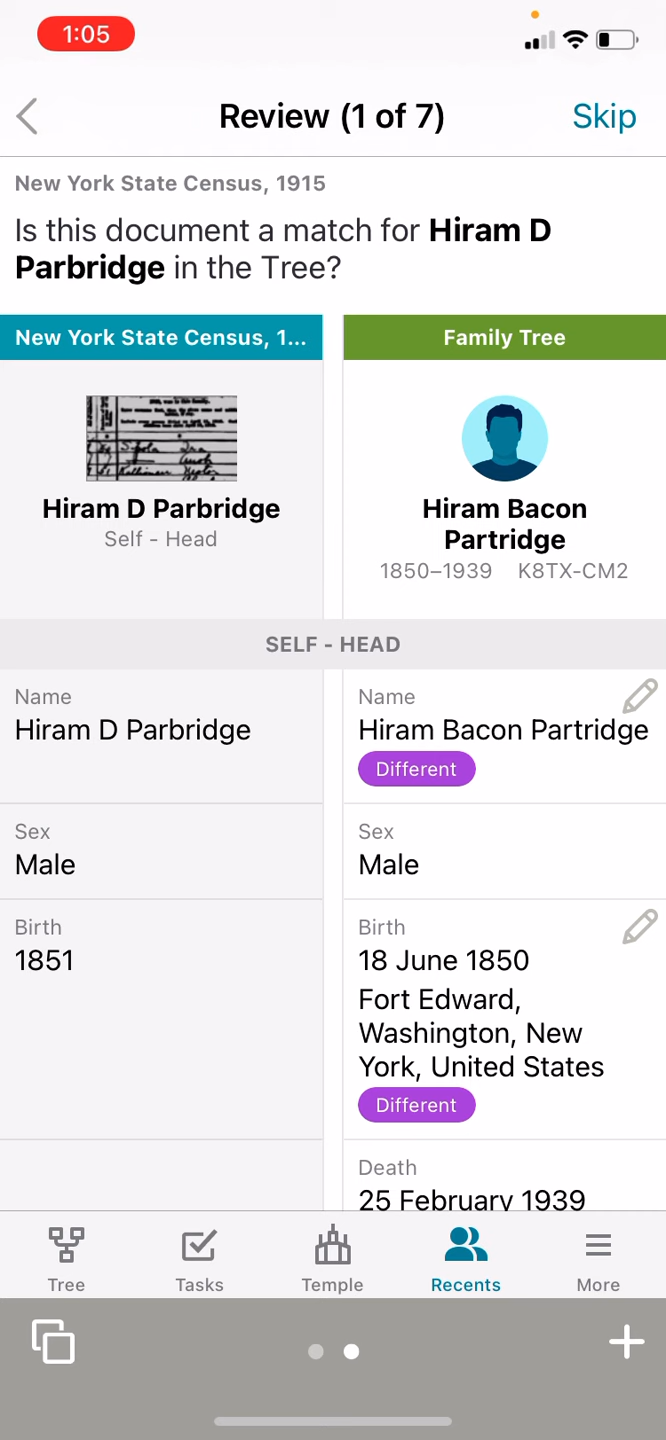 1:05
Review (1 of 7)
Skip
New York State Census, 1915
Is this document a match for Hiram D
Parbridge in the Tree?
New York State Census, 1...
Family Tree
Hiram D Parbridge
Self - Head
Hiram Bacon
Partridge
1850–1939 K8TX-CM2
SELF - HEAD
Name
Hiram D Parbridge
Name
Hiram Bacon Partridge
Different
Sex
Male
Sex
Male
Birth
1851
Birth
18 June 1850
Fort Edward,
Washington, New
York, United States
Different
Death
25 February 1939
Tree
Tasks
Temple
Recents
More